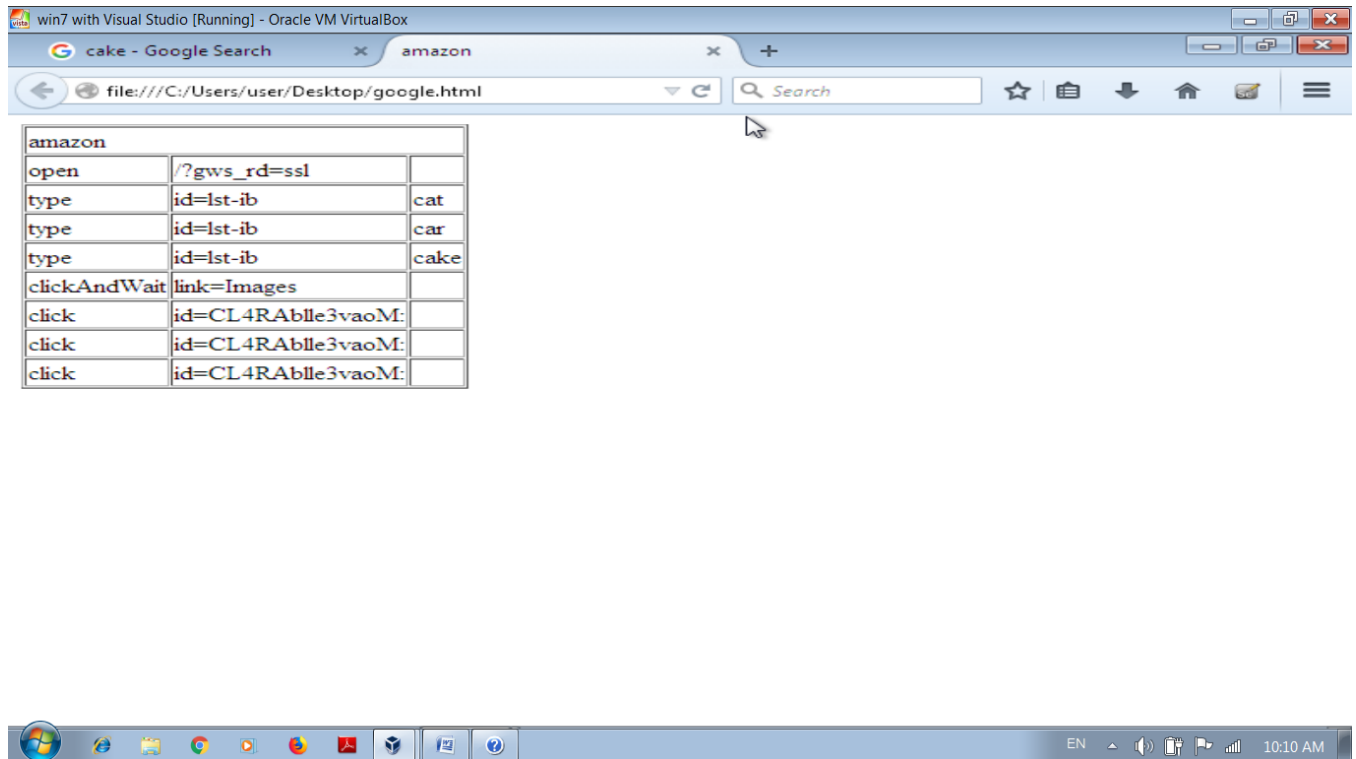 win7 with Visual Studio [Running] - Oracle VM VirtualBox
cake - Google Search amazon
file:///C:/Users/user/Desktop/google.html Search
amazon
open /?gws_rd=ssl
type id=lst-ib cat
type id=lst-ib car
type id=lst-ib cake
clickAndWait link=Images
click id=CL4RAblle3vaoM:
click id=CL4RAblle3vaoM:
click id=CL4RAblle3vaoM:
EN 10:10 AM